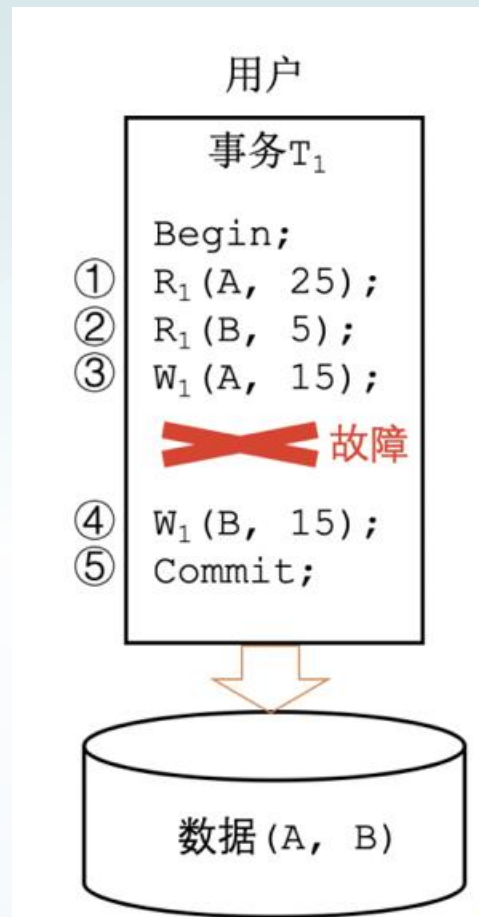 用户
事务T₁
Begin;
① R₁(A, 25);
② R₁(B, 5);
③ W₁(A, 15);
故障
④ W₁(B, 15);
⑤ Commit;
数据(A, B)